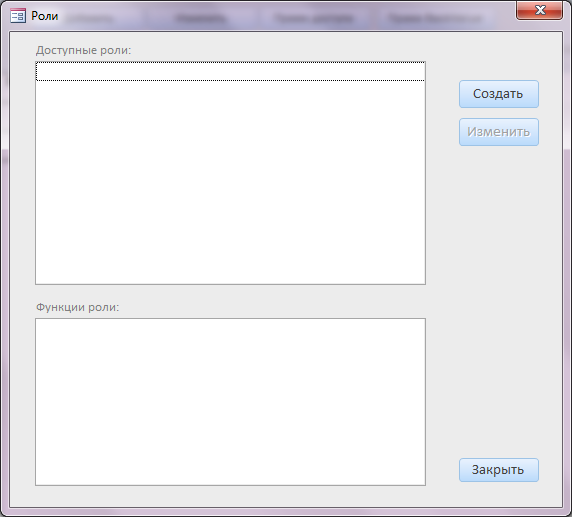 Роли
Доступные роли:
Создать
Изменить
Функции роли:
Закрыть